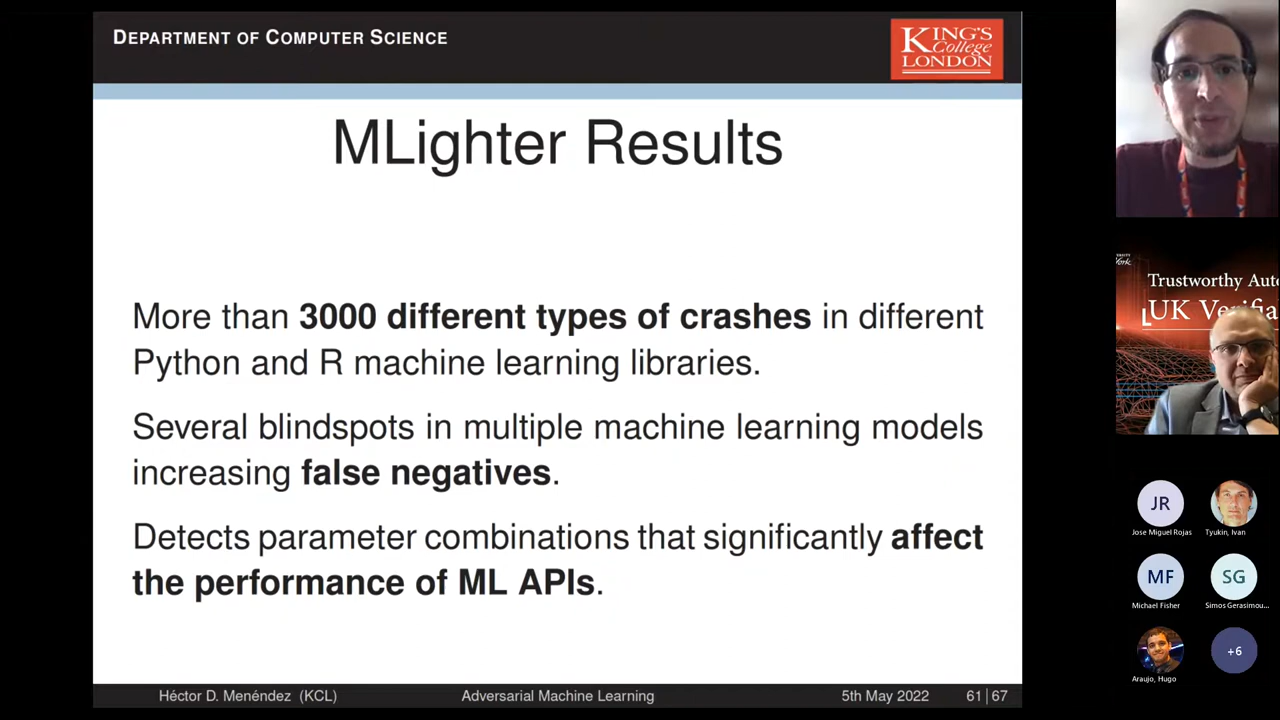 DEPARTMENT OF COMPUTER SCIENCE
KING'S
College
LONDON
MLighter Results
More than 3000 different types of crashes in different
Python and R machine learning libraries.
Several blindspots in multiple machine learning models
increasing false negatives.
Detects parameter combinations that significantly affect
the performance of ML APIs.
Héctor D. Menéndez (KCL)
Adversarial Machine Learning
5th May 2022
61|67
Trustworthy Auto
UK Verifia
JR
Jose Miguel Rojas
Tyukin, Ivan
MF
Michael Fisher
SG
Simos Gerasimou...
Araujo, Hugo
+6